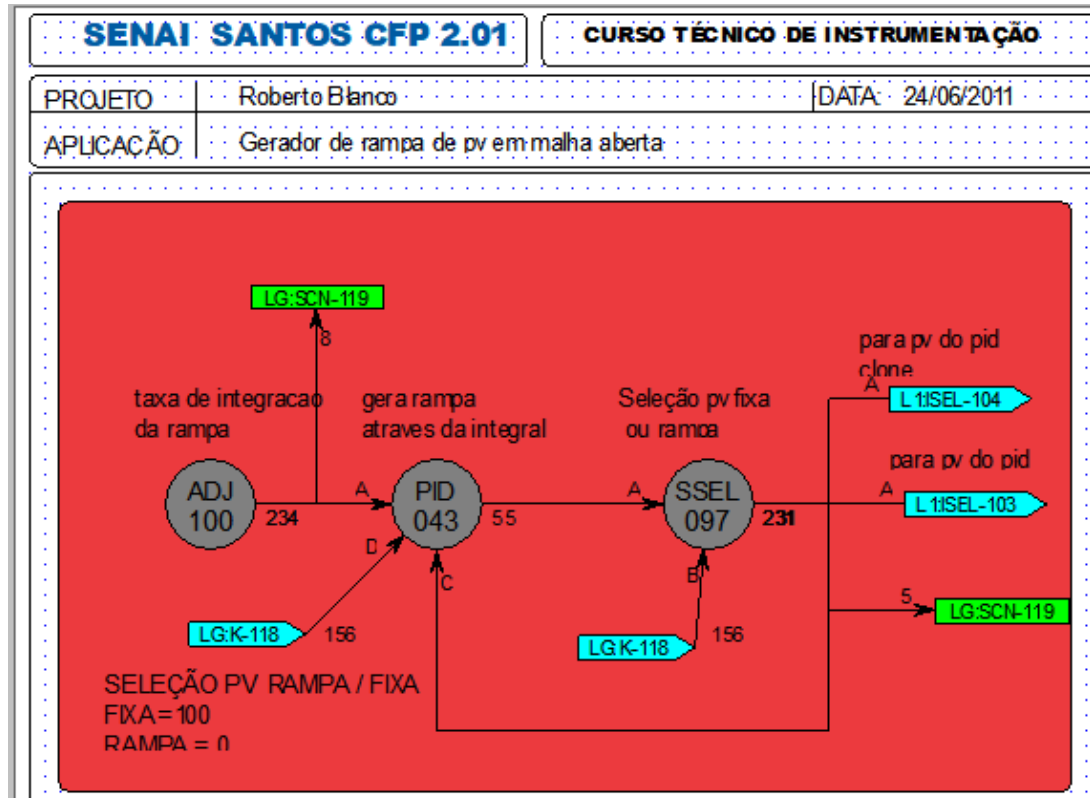 SENAI SANTOS CFP 2.01
CURSO TÉCNICO DE INSTRUMENTAÇÃO
PROJETO
Roberto Blanco
DATA: 24/06/2011
APLICAÇÃO
Gerador de rampa de pv em malha aberta
LG:SCN-119
8
para pv do pid
clone
A
L1:ISEL-104
taxa de integracao
da rampa
gera rampa
atraves da integral
Seleção pv fixa
ou rampa
para pv do pid
ADJ
100
234
A
PID
043
55
A
SSEL
097
231
A
L1:ISEL-103
D
C
B
5
LG:SCN-119
LG:K-118
156
LG:K-118
156
SELEÇÃO PV RAMPA / FIXA
FIXA=100
RAMPA = 0